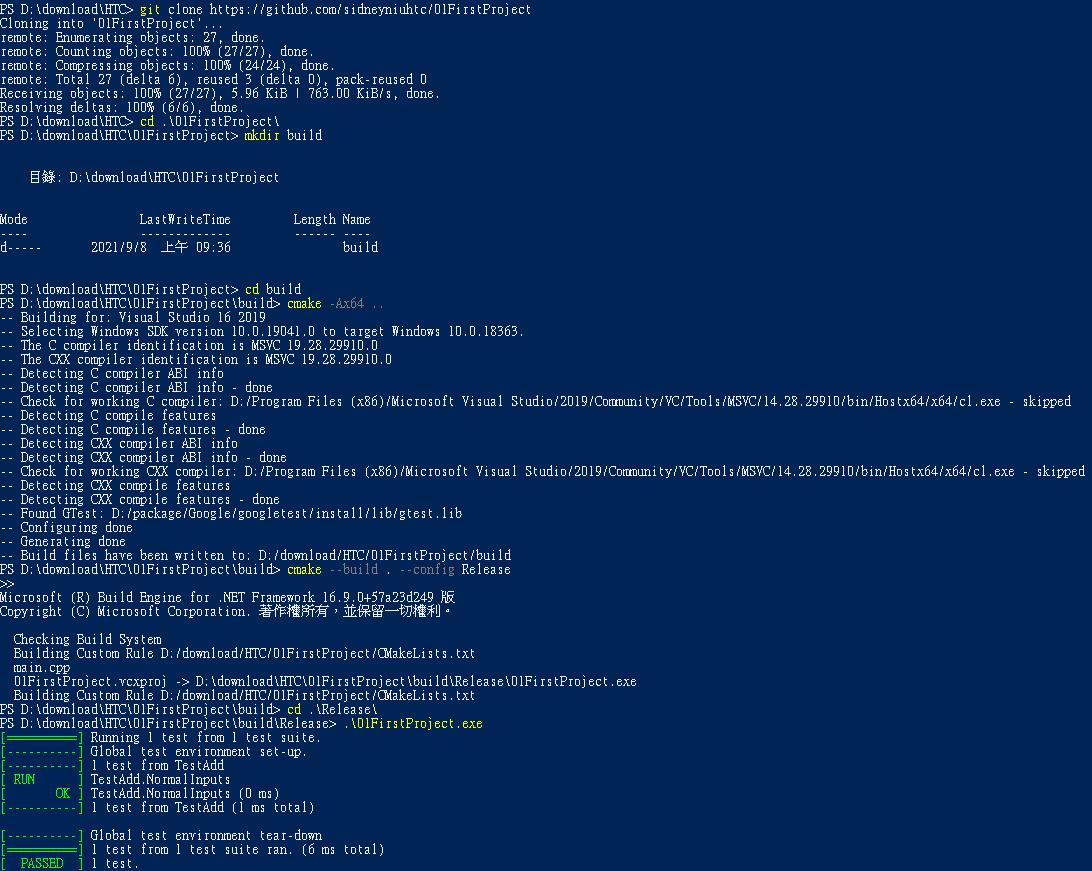 PS D:\download\HTC> git clone https://github.com/sidneyniuhtc/01FirstProject
Cloning into '01FirstProject'...
remote: Enumerating objects: 27, done.
remote: Counting objects: 100% (27/27), done.
remote: Compressing objects: 100% (24/24), done.
remote: Total 27 (delta 6), reused 3 (delta 0), pack-reused 0
Receiving objects: 100% (27/27), 5.96 KiB | 763.00 KiB/s, done.
Resolving deltas: 100% (6/6), done.
PS D:\download\HTC> cd .\01FirstProject\
PS D:\download\HTC\01FirstProject> mkdir build
目錄: D:\download\HTC\01FirstProject
Mode                LastWriteTime         Length Name
----                -------------         ------ ----
d-----       2021/9/8  上午 09:36                build
PS D:\download\HTC\01FirstProject> cd build
PS D:\download\HTC\01FirstProject\build> cmake -Ax64 ..
-- Building for: Visual Studio 16 2019
-- Selecting Windows SDK version 10.0.19041.0 to target Windows 10.0.18363.
-- The C compiler identification is MSVC 19.28.29910.0
-- The CXX compiler identification is MSVC 19.28.29910.0
-- Detecting C compiler ABI info
-- Detecting C compiler ABI info - done
-- Check for working C compiler: D:/Program Files (x86)/Microsoft Visual Studio/2019/Community/VC/Tools/MSVC/14.28.29910/bin/Hostx64/x64/cl.exe - skipped
-- Detecting C compile features
-- Detecting C compile features - done
-- Detecting CXX compiler ABI info
-- Detecting CXX compiler ABI info - done
-- Check for working CXX compiler: D:/Program Files (x86)/Microsoft Visual Studio/2019/Community/VC/Tools/MSVC/14.28.29910/bin/Hostx64/x64/cl.exe - skipped
-- Detecting CXX compile features
-- Detecting CXX compile features - done
-- Found GTest: D:/package/Google/googletest/install/lib/gtest.lib
-- Configuring done
-- Generating done
-- Build files have been written to: D:/download/HTC/01FirstProject/build
PS D:\download\HTC\01FirstProject\build> cmake --build . --config Release
>>
Microsoft (R) Build Engine for .NET Framework 16.9.0+57a23d249 版
Copyright (C) Microsoft Corporation. 著作權所有，並保留一切權利。
Checking Build System
Building Custom Rule D:/download/HTC/01FirstProject/CMakeLists.txt
main.cpp
01FirstProject.vcxproj -> D:\download\HTC\01FirstProject\build\Release\01FirstProject.exe
Building Custom Rule D:/download/HTC/01FirstProject/CMakeLists.txt
PS D:\download\HTC\01FirstProject\build> cd .\Release\
PS D:\download\HTC\01FirstProject\build\Release> .\01FirstProject.exe
[==========] Running 1 test from 1 test suite.
[----------] Global test environment set-up.
[----------] 1 test from TestAdd
[ RUN      ] TestAdd.NormalInputs
[       OK ] TestAdd.NormalInputs (0 ms)
[----------] 1 test from TestAdd (1 ms total)
[----------] Global test environment tear-down
[==========] 1 test from 1 test suite ran. (6 ms total)
[  PASSED  ] 1 test.